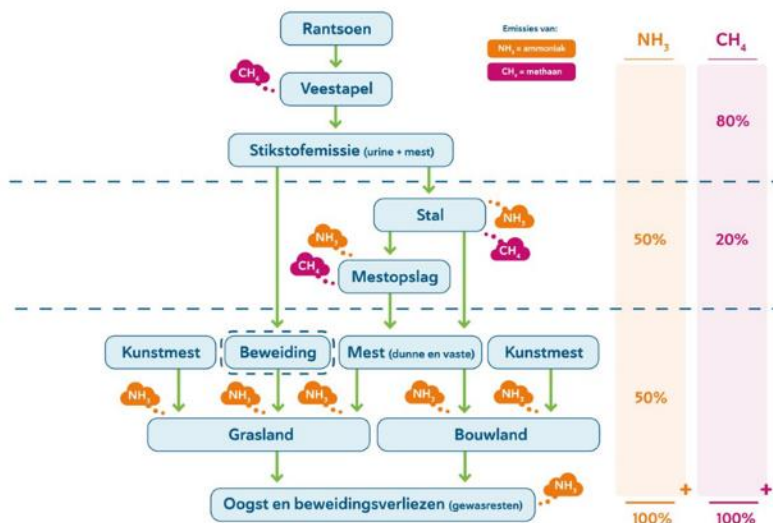 Rantsoen
Emissies van:
NH3 = ammoniak
CH4 = methaan
NH3
CH4
CH4
Veestapel
80%
Stikstofemissie (urine + mest)
Stal
NH3
NH3
CH4
50%
20%
CH4
Mestopslag
Kunstmest
Beweiding
Mest (dunne en vaste)
Kunstmest
NH3
NH3
NH3
NH3
NH3
50%
Grasland
Bouwland
Oogst en beweidingsverliezen (gewasresten)
NH3
+
+
100%
100%